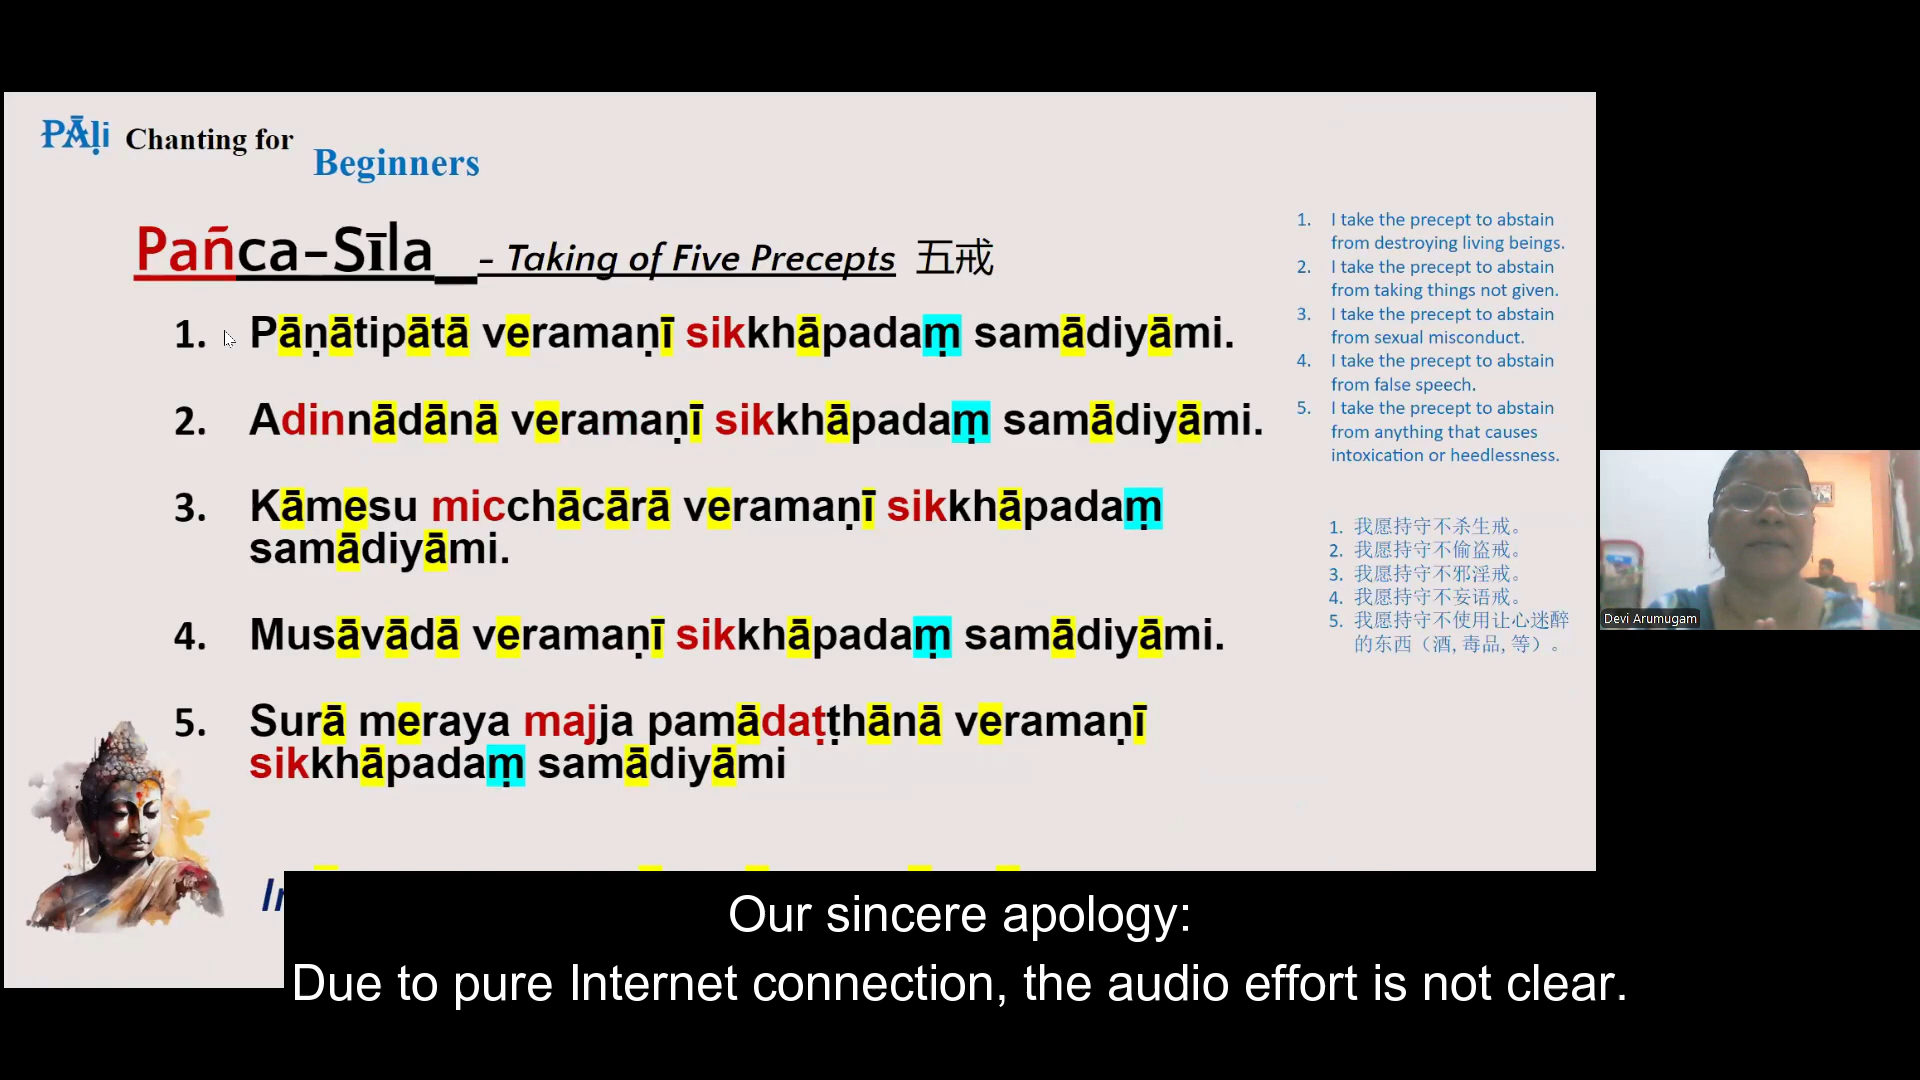 PĀḷi Chanting for Beginners
Pañca-Sīla_ - Taking of Five Precepts 五戒
1. Pāṇātipātā veramaṇī sikkhāpadaṃ samādiyāmi.
2. Adinnādānā veramaṇī sikkhāpadaṃ samādiyāmi.
3. Kāmesu micchācārā veramaṇī sikkhāpadaṃ
samādiyāmi.
4. Musāvādā veramaṇī sikkhāpadaṃ samādiyāmi.
5. Surā meraya majja pamādaṭṭhānā veramaṇī
sikkhāpadaṃ samādiyāmi
1. I take the precept to abstain
from destroying living beings.
2. I take the precept to abstain
from taking things not given.
3. I take the precept to abstain
from sexual misconduct.
4. I take the precept to abstain
from false speech.
5. I take the precept to abstain
from anything that causes
intoxication or heedlessness.
1. 我愿持守不杀生戒。
2. 我愿持守不偷盗戒。
3. 我愿持守不邪淫戒。
4. 我愿持守不妄语戒。
5. 我愿持守不使用让心迷醉
的东西（酒,毒品,等）。
Devi Arumugam
Our sincere apology:
Due to pure Internet connection, the audio effort is not clear.